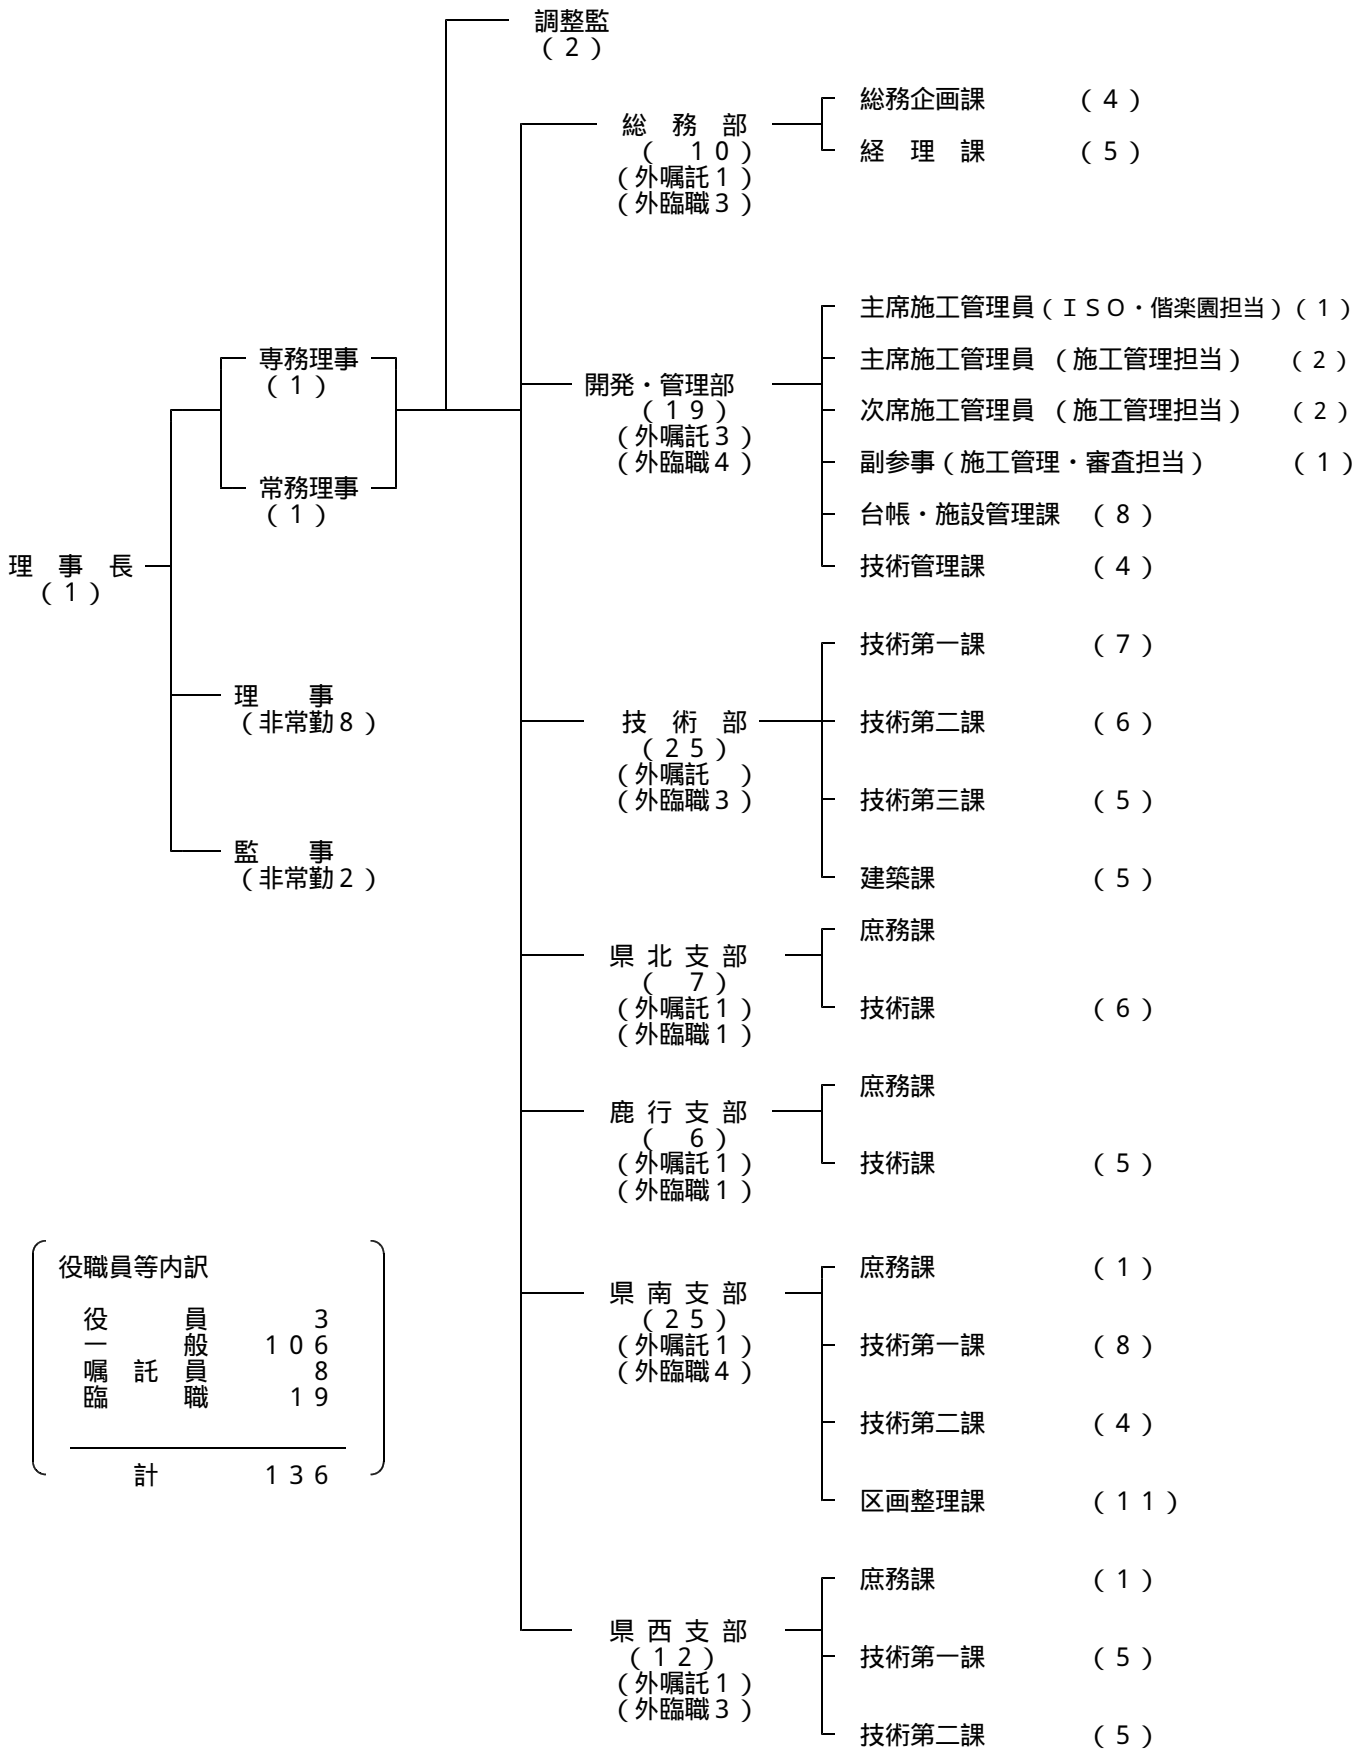 調整監
(２)
総　務　部
(　１０)
(外嘱託１)
(外臨職３)
総務企画課　(４)
経　理　課　(５)
開発・管理部
(１９)
(外嘱託３)
(外臨職４)
主席施工管理員(ＩＳＯ・偕楽園担当)(１)
主席施工管理員 (施工管理担当)　(２)
次席施工管理員 (施工管理担当)　(２)
副参事(施工管理・審査担当)　(１)
台帳・施設管理課　(８)
技術管理課　(４)
専務理事
(１)
常務理事
(１)
理　事　長
(１)
理　　事
(非常勤８)
監　　事
(非常勤２)
技　術　部
(２５)
(外嘱託　)
(外臨職３)
技術第一課　(７)
技術第二課　(６)
技術第三課　(５)
建築課　(５)
県北支部
(　７)
(外嘱託１)
(外臨職１)
庶務課
技術課　(６)
鹿行支部
(　６)
(外嘱託１)
(外臨職１)
庶務課
技術課　(５)
県南支部
(２５)
(外嘱託１)
(外臨職４)
庶務課　(１)
技術第一課　(８)
技術第二課　(４)
区画整理課　(１１)
県西支部
(１２)
(外嘱託１)
(外臨職３)
庶務課　(１)
技術第一課　(５)
技術第二課　(５)
役職員等内訳
役　　　員　３
一　　　般　１０６
嘱　託　員　８
臨　　　職　１９
計　１３６